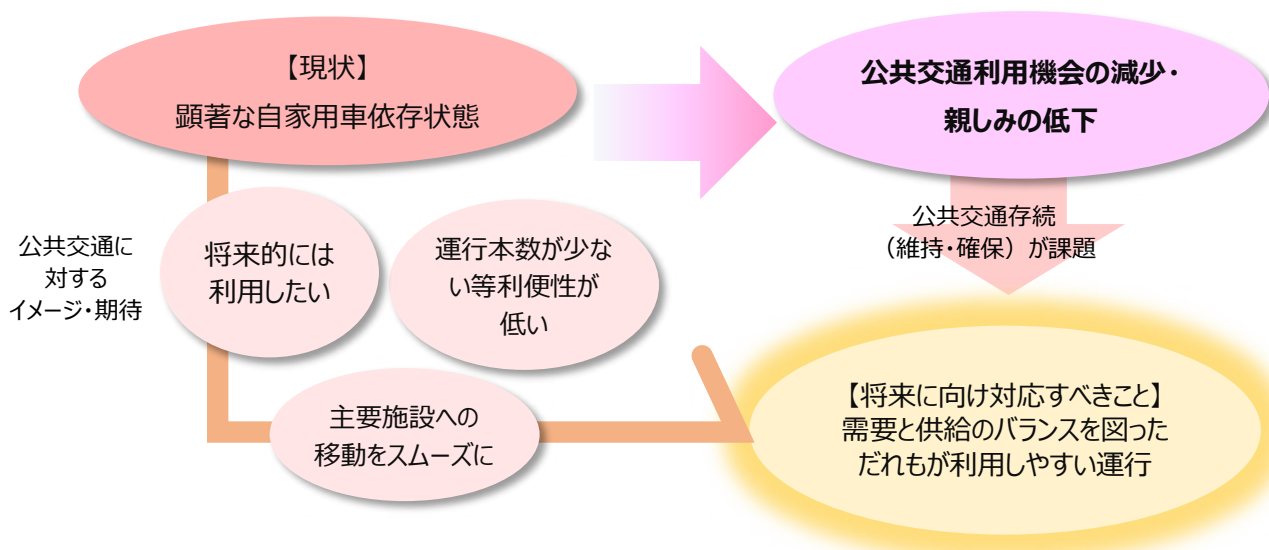 【現状】
顕著な自家用車依存状態
公共交通利用機会の減少・
親しみの低下
公共交通に
対する
イメージ・期待
将来的には
利用したい
運行本数が少な
い等利便性が
低い
公共交通存続
（維持・確保）が課題
主要施設への
移動をスムーズに
【将来に向け対応すべきこと】
需要と供給のバランスを図った
だれもが利用しやすい運行